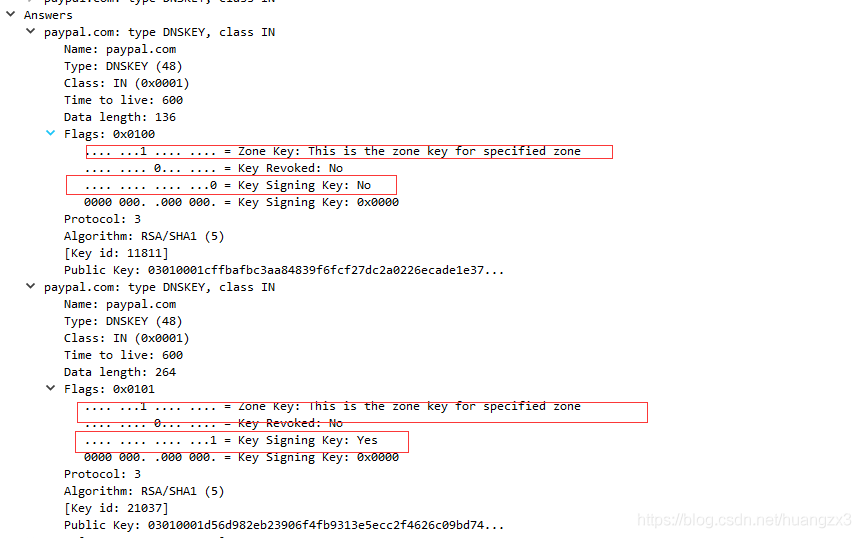 paypal.com: type DNSKEY, class IN
Answers
paypal.com: type DNSKEY, class IN
Name: paypal.com
Type: DNSKEY (48)
Class: IN (0x0001)
Time to live: 600
Data length: 136
Flags: 0x0100
.... ...1 .... .... = Zone Key: This is the zone key for specified zone
.... .... 0... .... = Key Revoked: No
.... .... .... ...0 = Key Signing Key: No
0000 000. .000 000. = Key Signing Key: 0x0000
Protocol: 3
Algorithm: RSA/SHA1 (5)
[Key id: 11811]
Public Key: 03010001cffbafbc3aa84839f6fcf27dc2a0226ecade1e37...
paypal.com: type DNSKEY, class IN
Name: paypal.com
Type: DNSKEY (48)
Class: IN (0x0001)
Time to live: 600
Data length: 264
Flags: 0x0101
.... ...1 .... .... = Zone Key: This is the zone key for specified zone
.... .... 0... .... = Key Revoked: No
.... .... .... ...1 = Key Signing Key: Yes
0000 000. .000 000. = Key Signing Key: 0x0000
Protocol: 3
Algorithm: RSA/SHA1 (5)
[Key id: 21037]
Public Key: 03010001d56d982eb23906f4fb9313e5ecc2f4626c09bd74...
https://blog.csdn.net/huangzx3